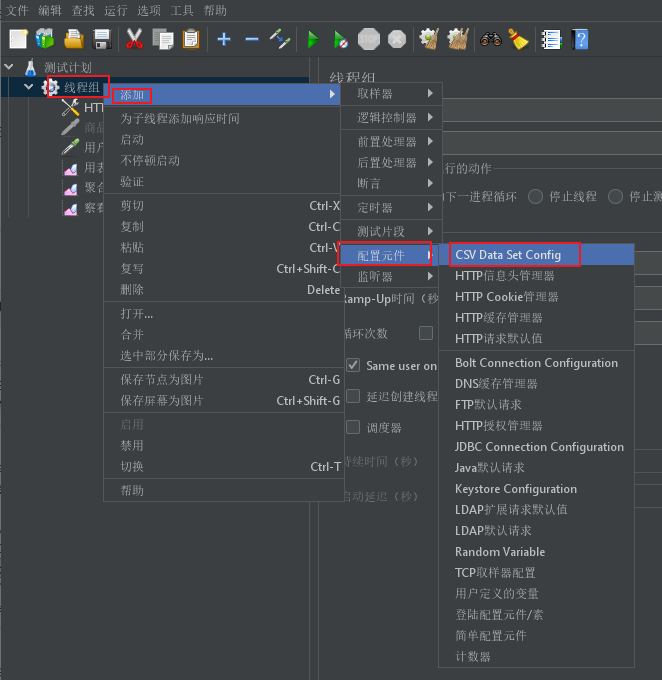 文件 编辑 查找 运行 选项 工具 帮助
测试计划
线程组
HT
商品
用户
用表
聚合
察看
添加
为子线程添加响应时间
启动
不停顿启动
验证
剪切 Ctrl-X
复制 Ctrl-C
粘贴 Ctrl-V
复写 Ctrl+Shift-C
删除 Delete
打开...
合并
选中部分保存为...
保存节点为图片 Ctrl-G
保存屏幕为图片 Ctrl+Shift-G
启用
禁用
切换 Ctrl-T
帮助
线程组
取样器
逻辑控制器
前置处理器
后置处理器
断言
定时器
测试片段
配置元件
监听器
行的动作
下一进程循环 停止线程 停止测
Ramp-Up时间（秒
循环次数
Same user on
延迟创建线程
调度器
持续时间（秒）
启动延迟（秒）
CSV Data Set Config
HTTP信息头管理器
HTTP Cookie管理器
HTTP缓存管理器
HTTP请求默认值
Bolt Connection Configuration
DNS缓存管理器
FTP默认请求
HTTP授权管理器
JDBC Connection Configuration
Java默认请求
Keystore Configuration
LDAP扩展请求默认值
LDAP默认请求
Random Variable
TCP取样器配置
用户定义的变量
登陆配置元件/素
简单配置元件
计数器